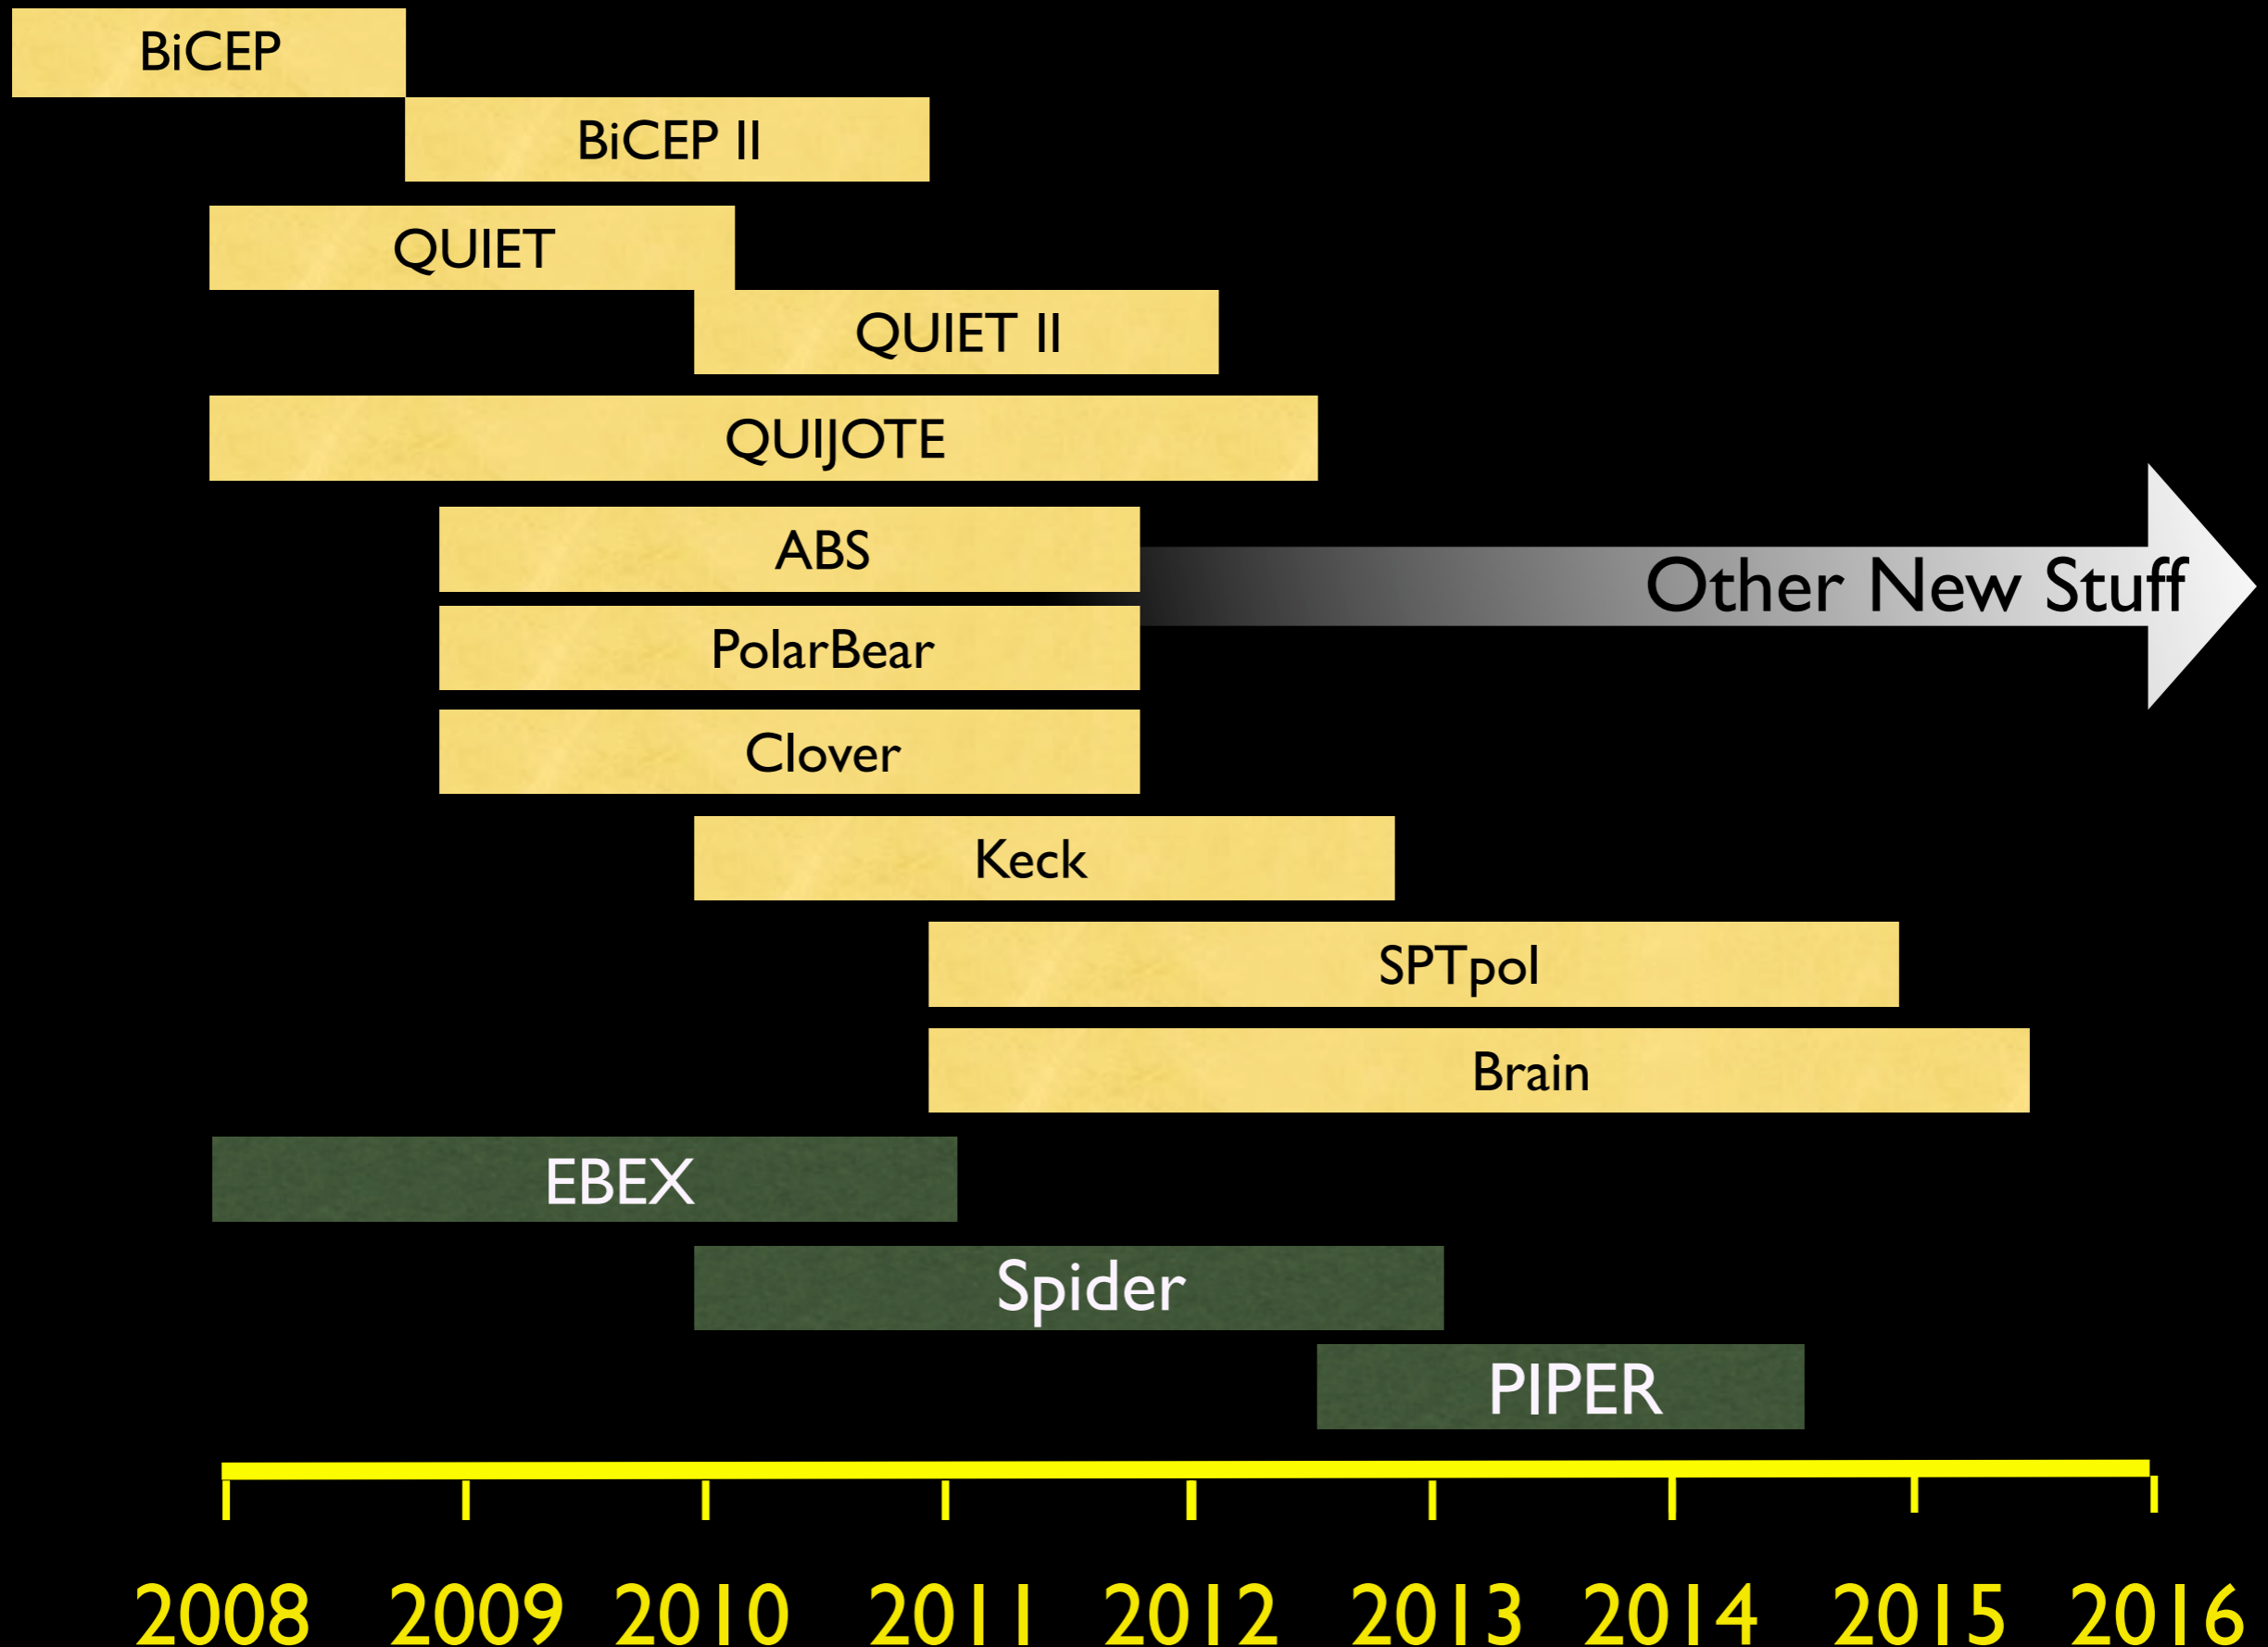 BiCEP
BiCEP II
QUIET
QUIET II
QUIJOTE
ABS
Other New Stuff
PolarBear
Clover
Keck
SPTpol
Brain
EBEX
Spider
PIPER
2008 2009 2010 2011 2012 2013 2014 2015 2016